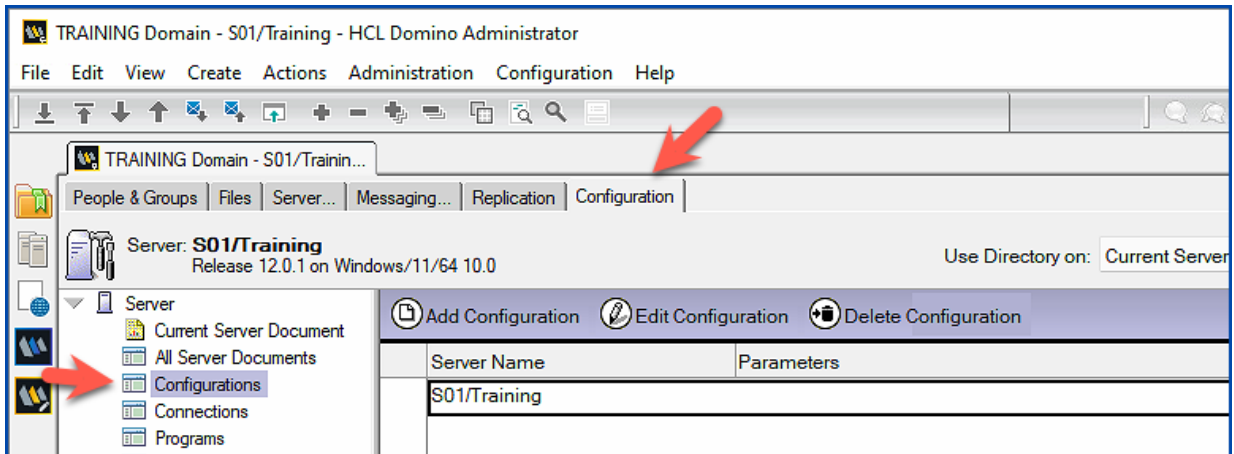 TRAINING Domain - S01/Training - HCL Domino Administrator
File Edit View Create Actions Administration Configuration Help
TRAINING Domain - S01/Trainin...
People & Groups Files Server... Messaging... Replication Configuration
Server: S01/Training
Release 12.0.1 on Windows/11/64 10.0
Use Directory on: Current Server
Server
Current Server Document
All Server Documents
Configurations
Connections
Programs
Add Configuration Edit Configuration Delete Configuration
Server Name Parameters
S01/Training